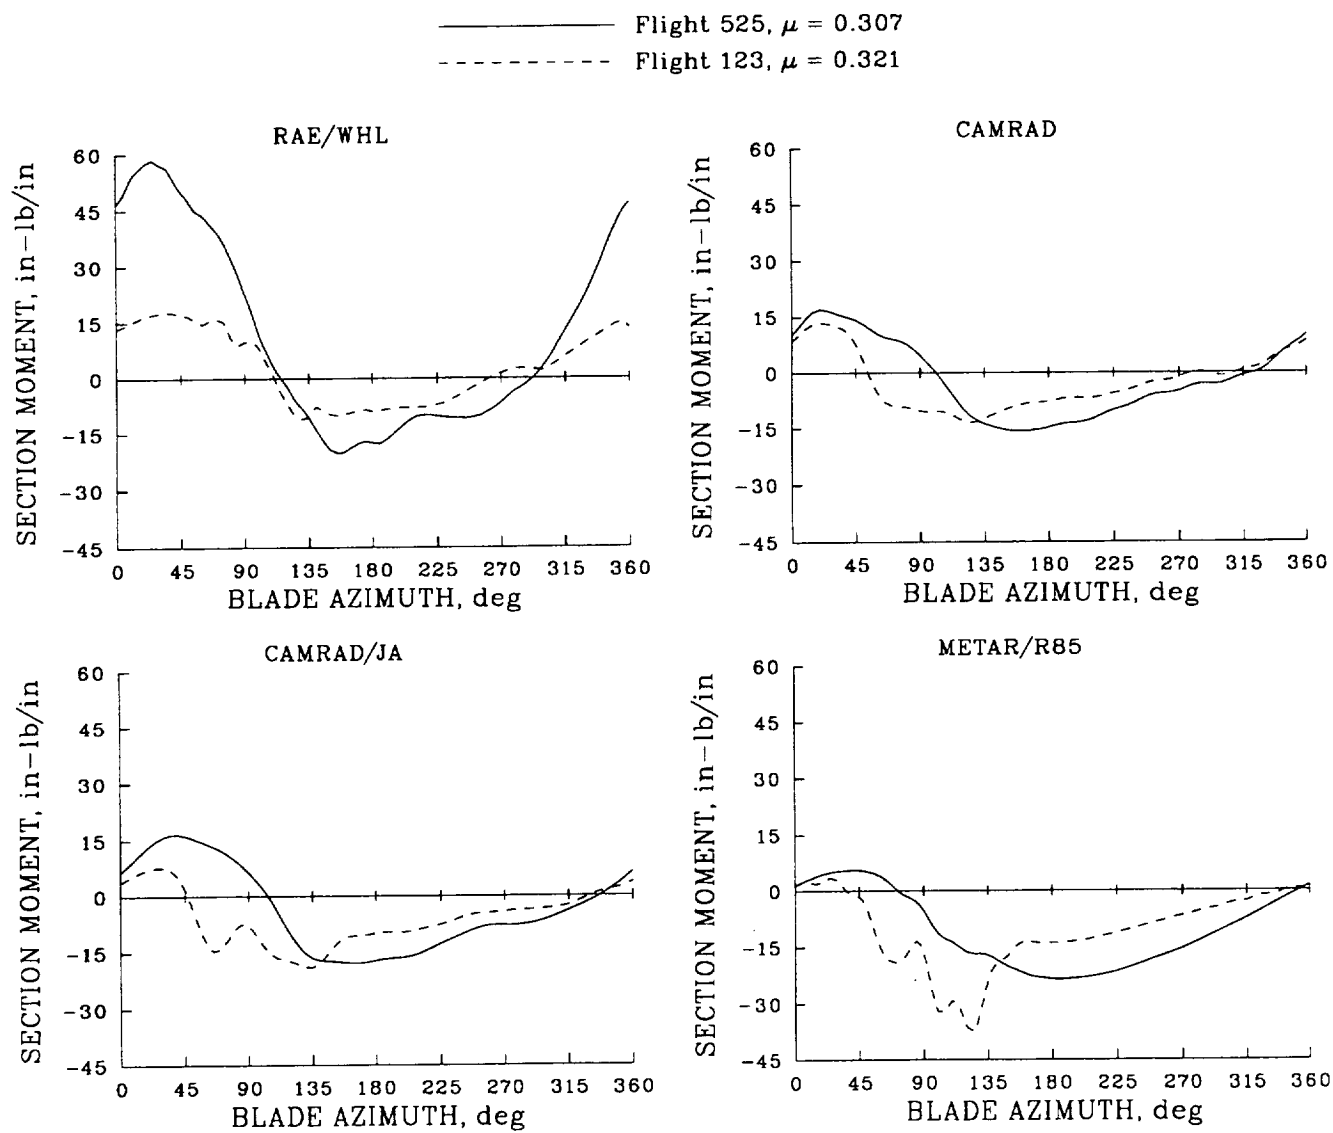 Flight 525, μ = 0.307
Flight 123, μ = 0.321
RAE/WHL
SECTION MOMENT, in-lb/in
60
45
30
15
0
-15
-30
-45
0 45 90 135 180 225 270 315 360
BLADE AZIMUTH, deg
CAMRAD
SECTION MOMENT, in-lb/in
60
45
30
15
0
-15
-30
-45
0 45 90 135 180 225 270 315 360
BLADE AZIMUTH, deg
CAMRAD/JA
SECTION MOMENT, in-lb/in
60
45
30
15
0
-15
-30
-45
0 45 90 135 180 225 270 315 360
BLADE AZIMUTH, deg
METAR/R85
SECTION MOMENT, in-lb/in
60
45
30
15
0
-15
-30
-45
0 45 90 135 180 225 270 315 360
BLADE AZIMUTH, deg